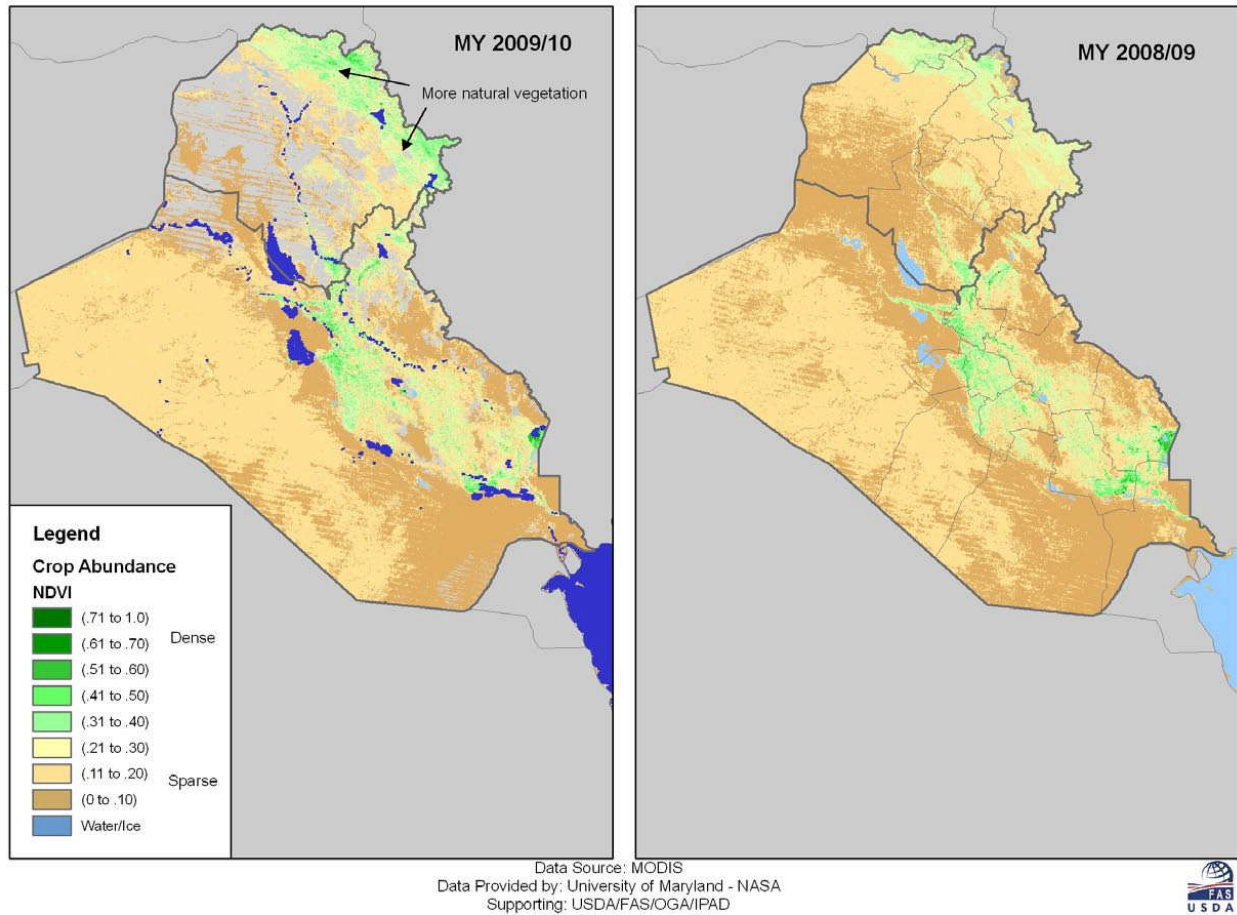 MY 2009/10
More natural vegetation
MY 2008/09
Legend
Crop Abundance
NDVI
(.71 to 1.0)
Dense
(.61 to .70)
(.51 to .60)
(.41 to .50)
(.31 to .40)
(.21 to .30)
(.11 to .20)
Sparse
(0 to .10)
Water/Ice
Data Source: MODIS
Data Provided by: University of Maryland - NASA
Supporting: USDA/FAS/OGA/IPAD
FAS
USDA